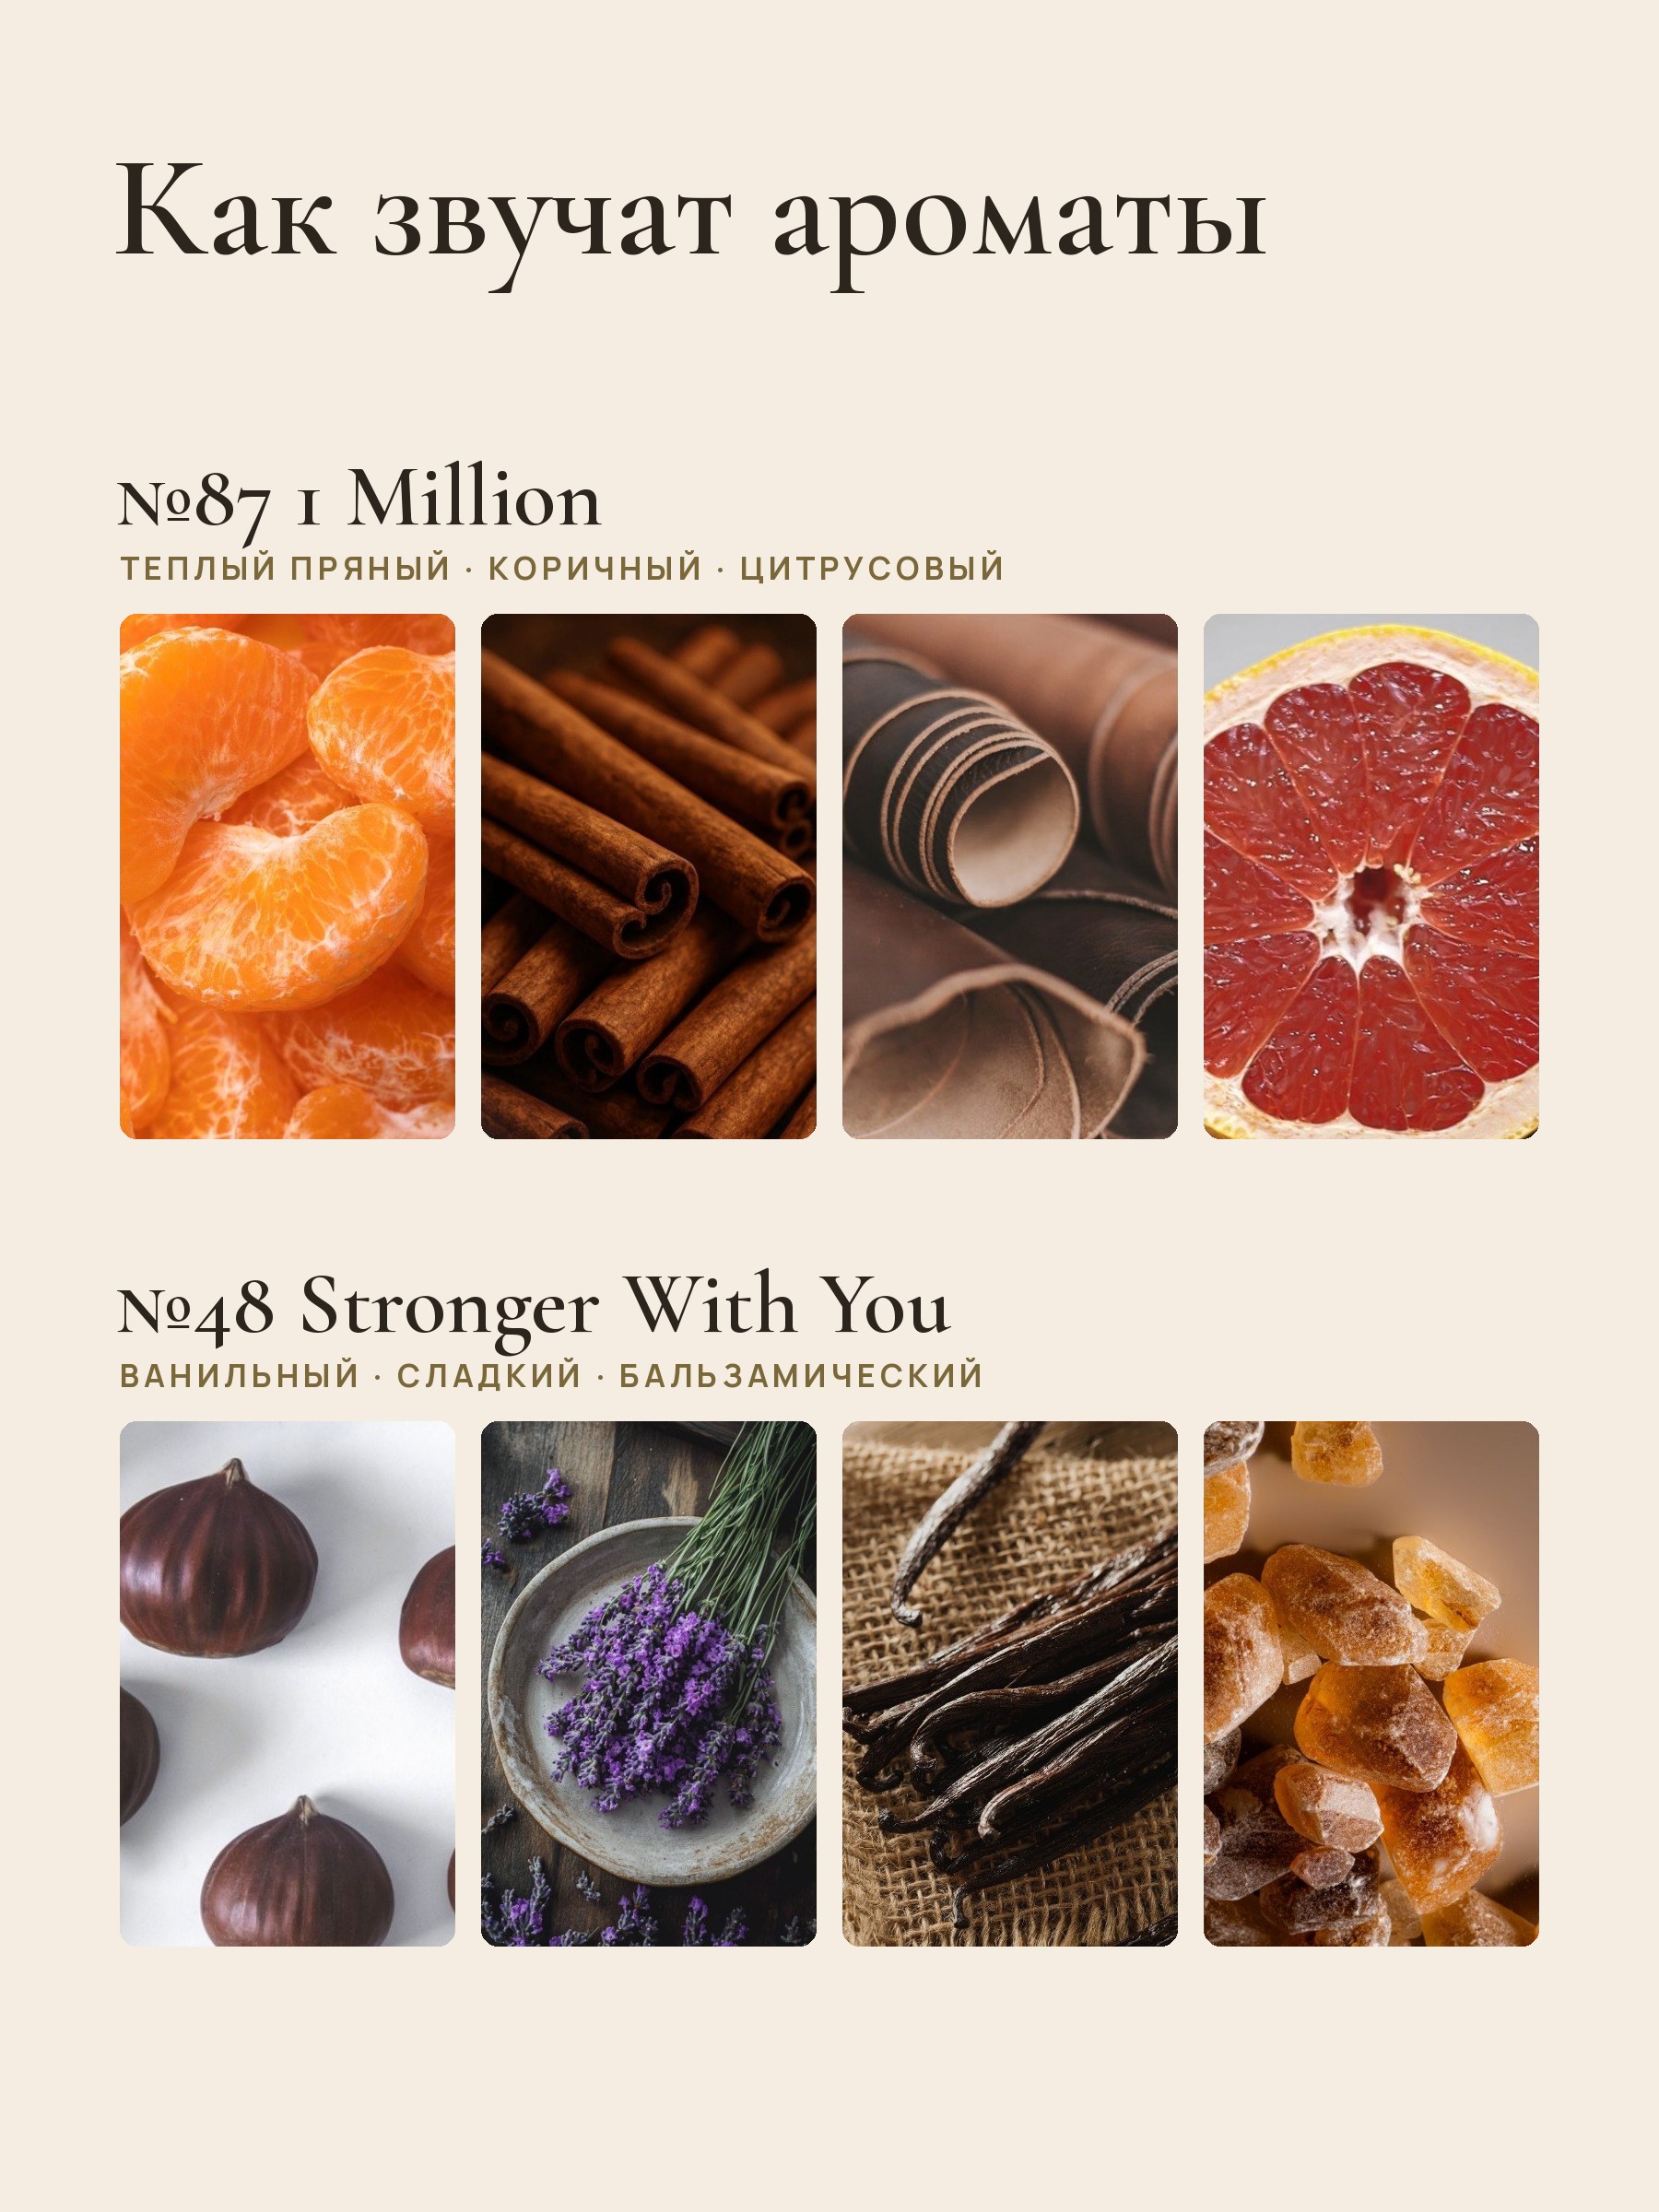 Как звучат ароматы
№87 1 Million
ТЕПЛЫЙ ПРЯНЫЙ · КОРИЧНЫЙ · ЦИТРУСОВЫЙ
№48 Stronger With You
ВАНИЛЬНЫЙ · СЛАДКИЙ · БАЛЬЗАМИЧЕСКИЙ